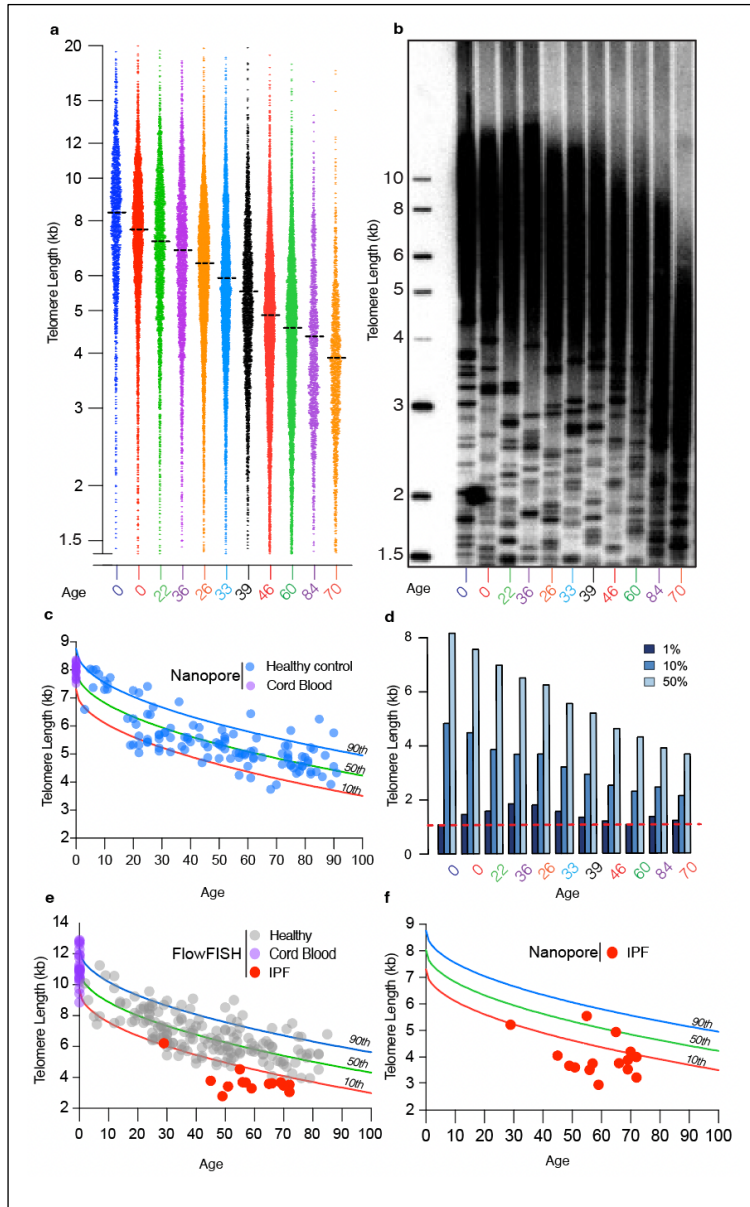 a
Telomere Length (kb)
20
15
12
10
8
6
5
4
3
2
1.5
Age
0 0 22 36 26 33 39 46 60 84 70
b
Telomere Length (kb)
10
8
6
5
4
3
2
1.5
Age
0 0 22 36 26 33 39 46 60 84 70
c
Telomere Length (kb)
9
8
7
6
5
4
3
2
Nanopore
Healthy control
Cord Blood
90th
50th
10th
0 10 20 30 40 50 60 70 80 90 100
Age
d
Telomere Length (kb)
8
6
4
2
0
1%
10%
50%
0 0 22 36 26 33 39 46 60 84 70
Age
e
Telomere Length (kb)
14
12
10
8
6
4
2
FlowFISH
Healthy
Cord Blood
IPF
90th
50th
10th
0 10 20 30 40 50 60 70 80 90 100
Age
f
Telomere Length (kb)
9
8
7
6
5
4
3
2
Nanopore
IPF
90th
50th
10th
0 10 20 30 40 50 60 70 80 90 100
Age